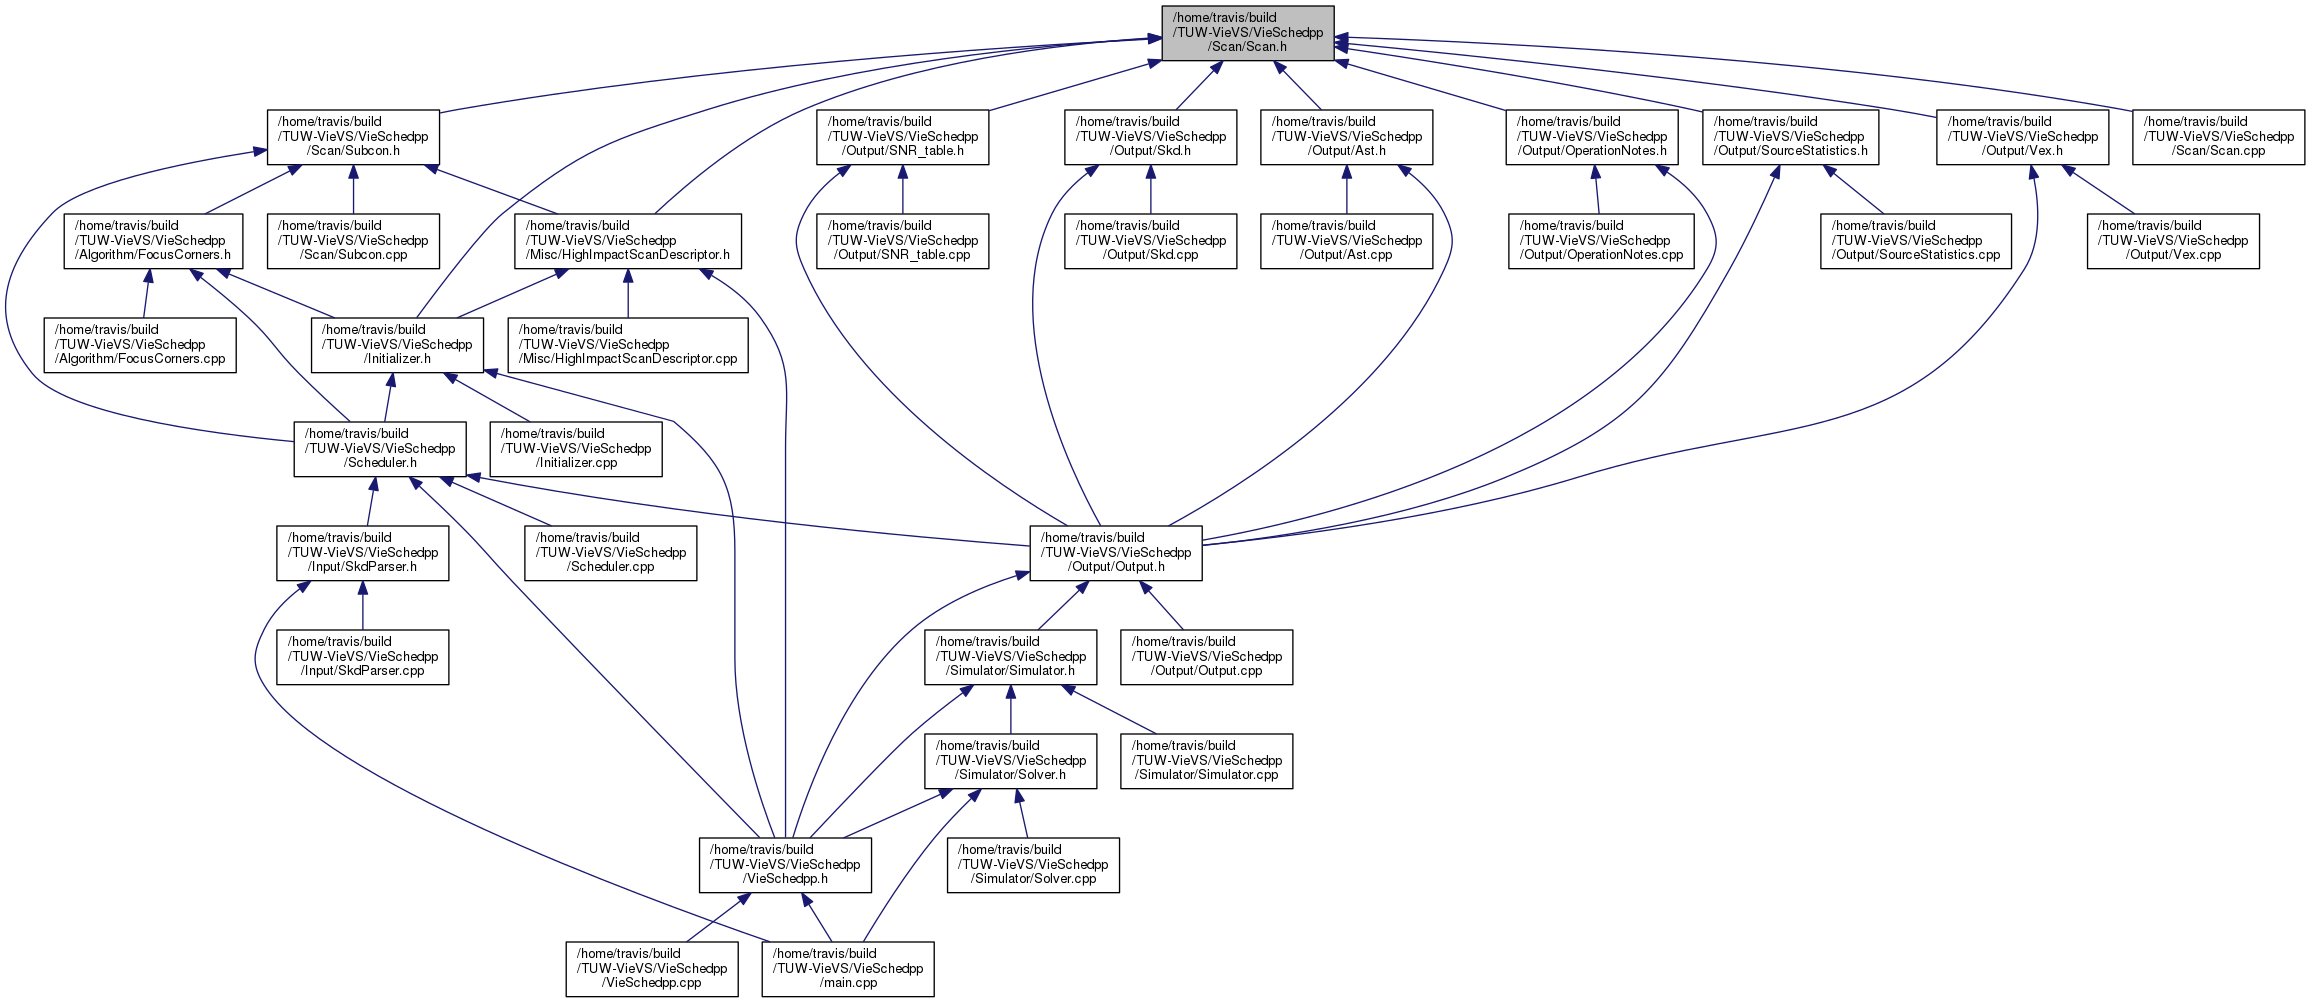 /home/travis/build
/TUW-VieVS/VieSchedpp
/Scan/Scan.h
/home/travis/build
/TUW-VieVS/VieSchedpp
/Scan/Subcon.h
/home/travis/build
/TUW-VieVS/VieSchedpp
/Output/SNR_table.h
/home/travis/build
/TUW-VieVS/VieSchedpp
/Output/Skd.h
/home/travis/build
/TUW-VieVS/VieSchedpp
/Output/Ast.h
/home/travis/build
/TUW-VieVS/VieSchedpp
/Output/OperationNotes.h
/home/travis/build
/TUW-VieVS/VieSchedpp
/Output/SourceStatistics.h
/home/travis/build
/TUW-VieVS/VieSchedpp
/Output/Vex.h
/home/travis/build
/TUW-VieVS/VieSchedpp
/Scan/Scan.cpp
/home/travis/build
/TUW-VieVS/VieSchedpp
/Algorithm/FocusCorners.h
/home/travis/build
/TUW-VieVS/VieSchedpp
/Scan/Subcon.cpp
/home/travis/build
/TUW-VieVS/VieSchedpp
/Misc/HighImpactScanDescriptor.h
/home/travis/build
/TUW-VieVS/VieSchedpp
/Output/SNR_table.cpp
/home/travis/build
/TUW-VieVS/VieSchedpp
/Output/Skd.cpp
/home/travis/build
/TUW-VieVS/VieSchedpp
/Output/Ast.cpp
/home/travis/build
/TUW-VieVS/VieSchedpp
/Output/OperationNotes.cpp
/home/travis/build
/TUW-VieVS/VieSchedpp
/Output/SourceStatistics.cpp
/home/travis/build
/TUW-VieVS/VieSchedpp
/Output/Vex.cpp
/home/travis/build
/TUW-VieVS/VieSchedpp
/Algorithm/FocusCorners.cpp
/home/travis/build
/TUW-VieVS/VieSchedpp
/Initializer.h
/home/travis/build
/TUW-VieVS/VieSchedpp
/Misc/HighImpactScanDescriptor.cpp
/home/travis/build
/TUW-VieVS/VieSchedpp
/Scheduler.h
/home/travis/build
/TUW-VieVS/VieSchedpp
/Initializer.cpp
/home/travis/build
/TUW-VieVS/VieSchedpp
/Input/SkdParser.h
/home/travis/build
/TUW-VieVS/VieSchedpp
/Scheduler.cpp
/home/travis/build
/TUW-VieVS/VieSchedpp
/Output/Output.h
/home/travis/build
/TUW-VieVS/VieSchedpp
/Input/SkdParser.cpp
/home/travis/build
/TUW-VieVS/VieSchedpp
/Simulator/Simulator.h
/home/travis/build
/TUW-VieVS/VieSchedpp
/Output/Output.cpp
/home/travis/build
/TUW-VieVS/VieSchedpp
/Simulator/Solver.h
/home/travis/build
/TUW-VieVS/VieSchedpp
/Simulator/Simulator.cpp
/home/travis/build
/TUW-VieVS/VieSchedpp
/VieSchedpp.h
/home/travis/build
/TUW-VieVS/VieSchedpp
/Simulator/Solver.cpp
/home/travis/build
/TUW-VieVS/VieSchedpp
/VieSchedpp.cpp
/home/travis/build
/TUW-VieVS/VieSchedpp
/main.cpp